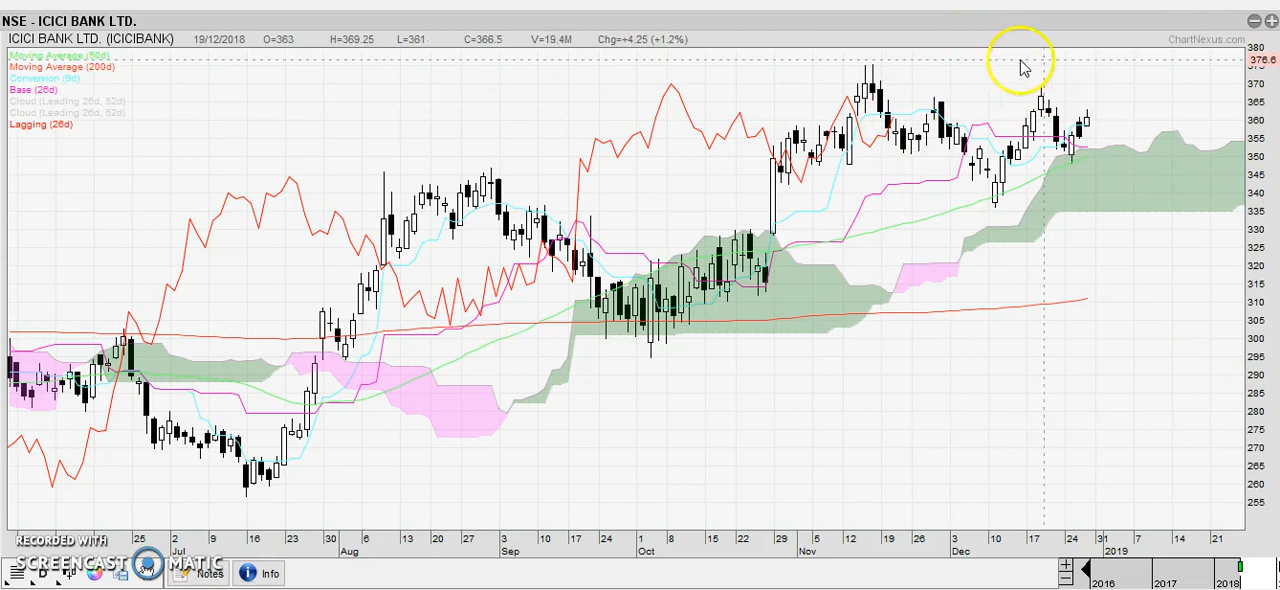 NSE - ICICI BANK LTD.
ICICI BANK LTD. (ICICIBANK) 19/12/2018 O=363 H=369.25 L=361 C=366.5 V=19.4M Chg=+4.25 (+1.2%) ChartNexus.com
Moving Average (50d)
Moving Average (200d)
Conversion (9d)
Base (26d)
Cloud (Leading 26d, 52d)
Cloud (Leading 26d, 52d)
Lagging (26d)
380
376.6
370
365
360
355
350
345
340
335
330
325
320
315
310
305
300
295
290
285
280
275
270
265
260
255
25 2 9 16 23 30 6 13 20 27 3 10 17 24 1 8 15 22 29 5 12 19 26 3 10 17 24 31 7 14 21
Jul Aug Sep Oct Nov Dec 2019
RECORDED WITH
SCREENCAST MATIC
Notes Info
2016 2017 2018